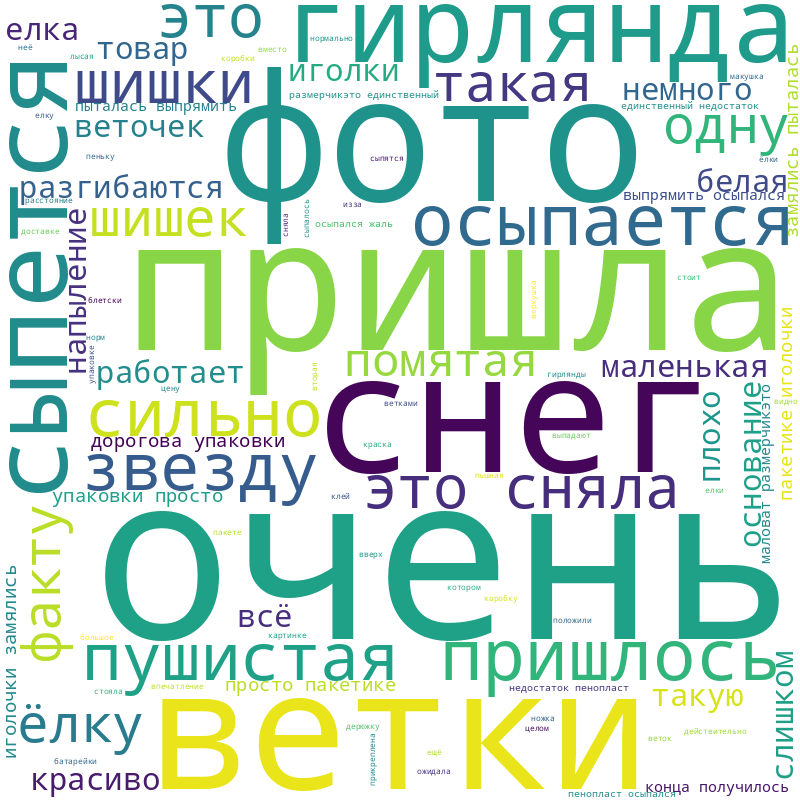 это
гирлянда
елка
неё
товар
нормально
вместо
лысая
коробки
иголки
шишки
такая
немного
макушка
размерчикэто единственный
пыталась выпрямить
единственный недостаток
елку
веточек
фото
одну
замялись пыталась
сыпется
пеньку
сыпятся
ёлки
разгибаются
белая
выпрямить осыпался
расстояние
изза
шишек
сняла
сыпалось
осыпался жаль
осыпается
доставке
напыление
пришла
стоит
блетски
верхушка
норм
упаковке
работает
помятая
маленькая
вторая
гирлянды
цену
снег
плохо
основание
маловат размерчикэто
пакетике иголочки
видно
сильно
ветками
дорогова упаковки
краска
выпадают
звезду
это сняла
пышная
упаковки просто
клей
елки
факту
очень
пакете
вверх
иголочки замялись
котором
коробку
всё
положили
большое
картинке
пушистая
пришлось
слишком
стояла
впечатление
просто пакетике
недостаток пенопласт
такую
ёлку
ветки
ножка
целом
держку
прикреплена
действительно
веток
ещё
батарейки
ожидала
красиво
конца получилось
пенопласт осыпался